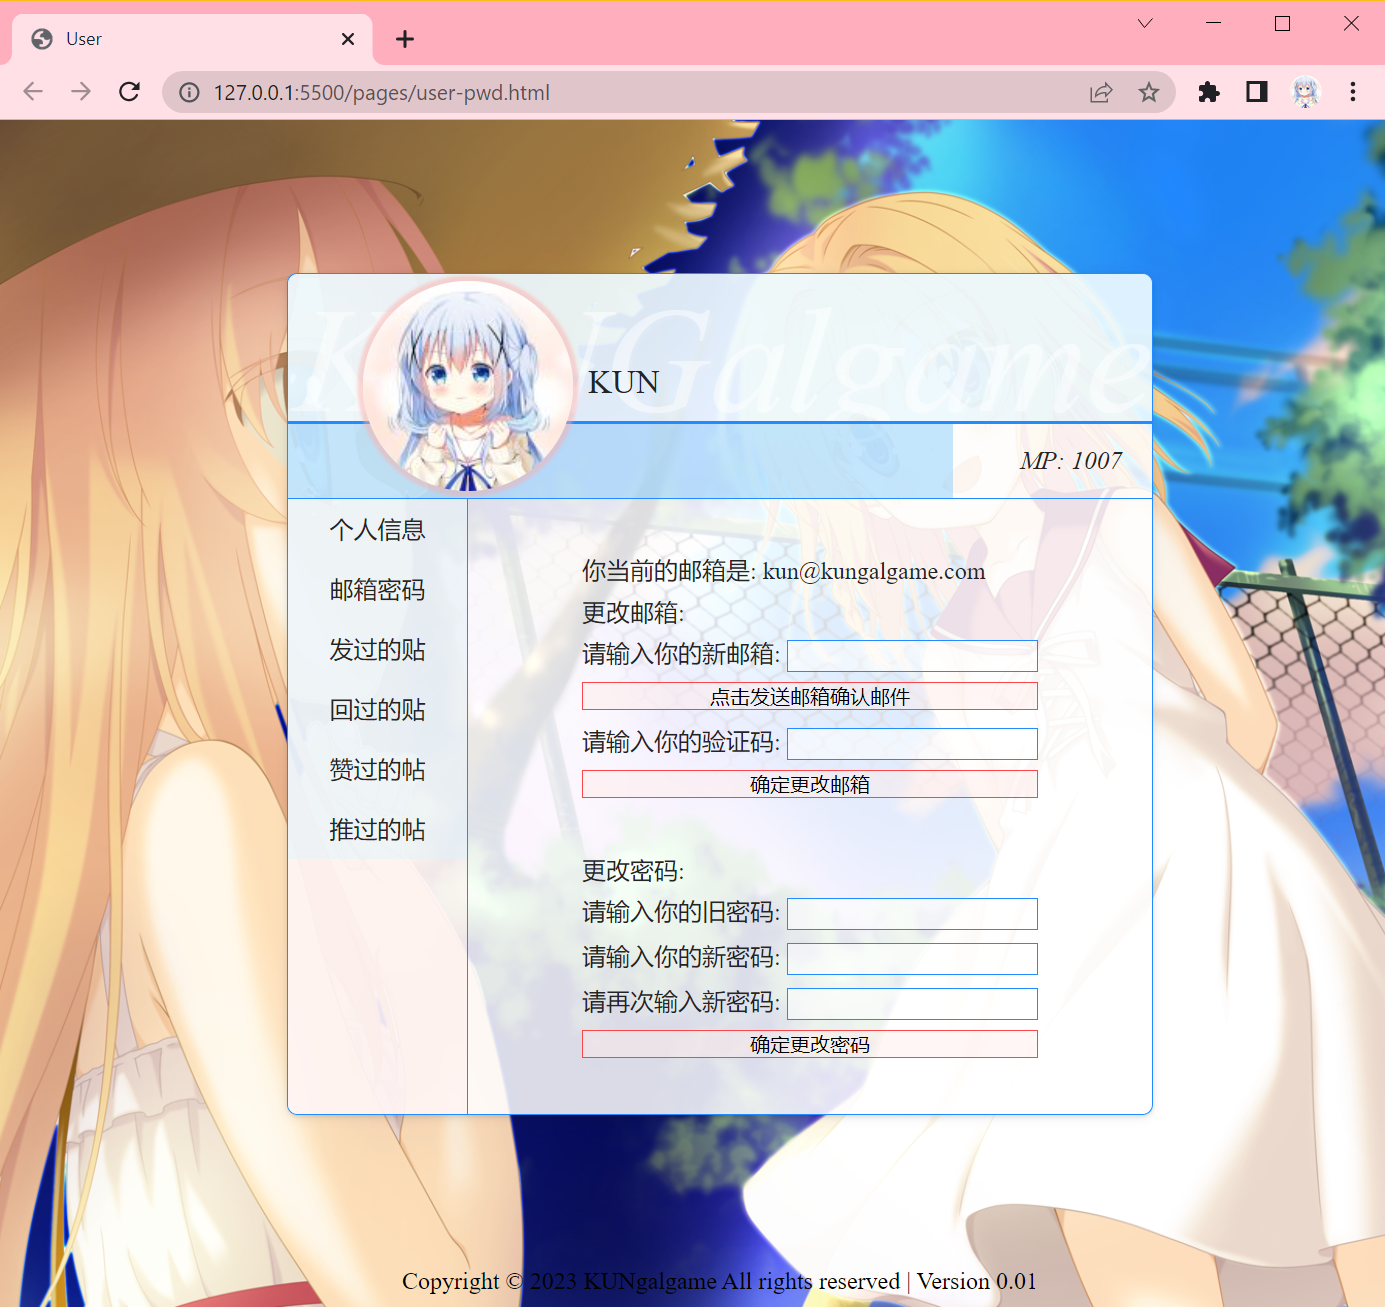 User
127.0.0.1:5500/pages/user-pwd.html
KUNGalgame
KUN
MP: 1007
个人信息
邮箱密码
发过的贴
回过的贴
赞过的帖
推过的帖
你当前的邮箱是: kun@kungalgame.com
更改邮箱:
请输入你的新邮箱:
点击发送邮箱确认邮件
请输入你的验证码:
确定更改邮箱
更改密码:
请输入你的旧密码:
请输入你的新密码:
请再次输入新密码:
确定更改密码
Copyright © 2023 KUNgalgame All rights reserved | Version 0.01